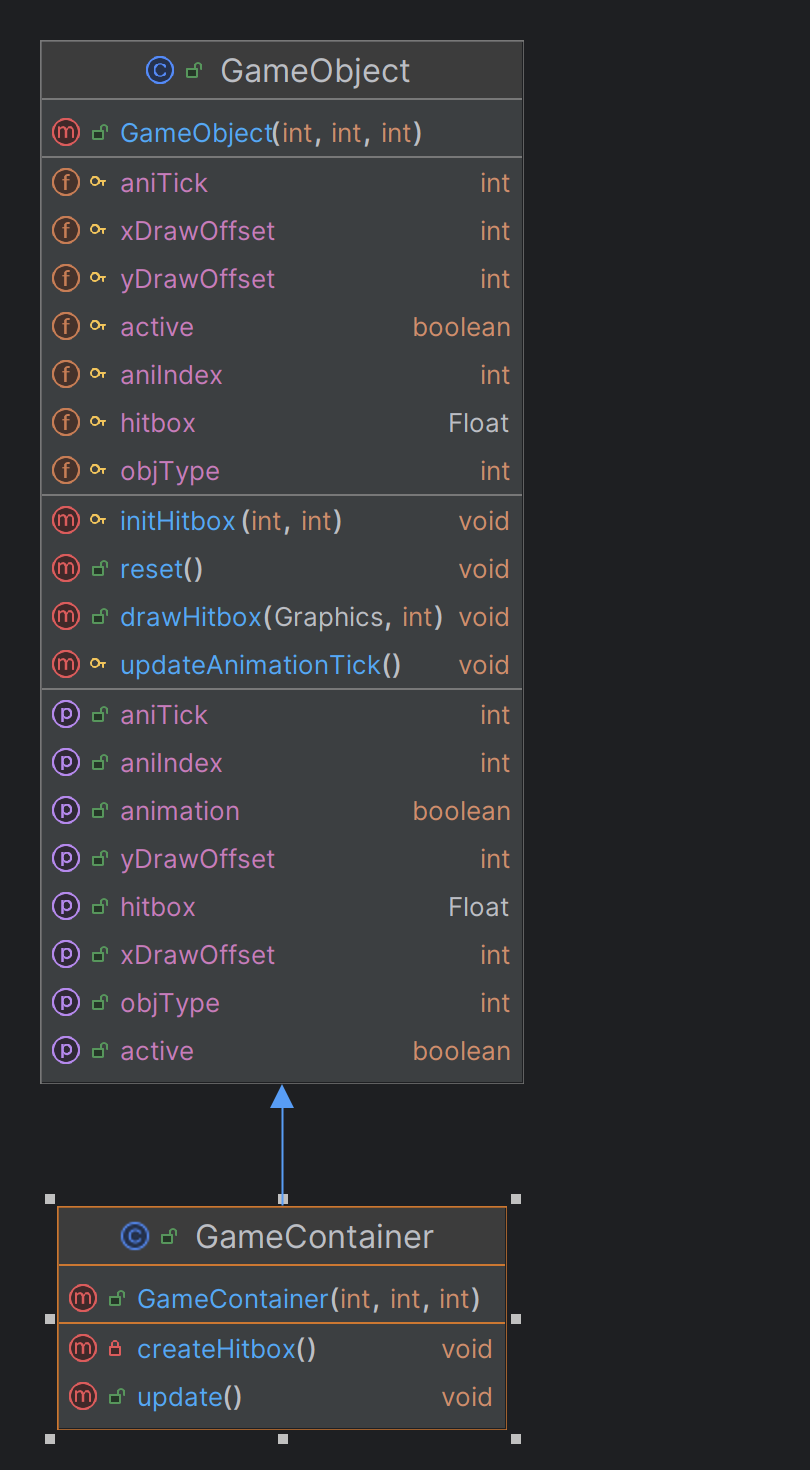 GameObject
GameObject(int, int, int)
aniTick int
xDrawOffset int
yDrawOffset int
active boolean
aniIndex int
hitbox Float
objType int
initHitbox(int, int) void
reset() void
drawHitbox(Graphics, int) void
updateAnimationTick() void
aniTick int
aniIndex int
animation boolean
yDrawOffset int
hitbox Float
xDrawOffset int
objType int
active boolean
GameContainer
GameContainer(int, int, int)
createHitbox() void
update() void